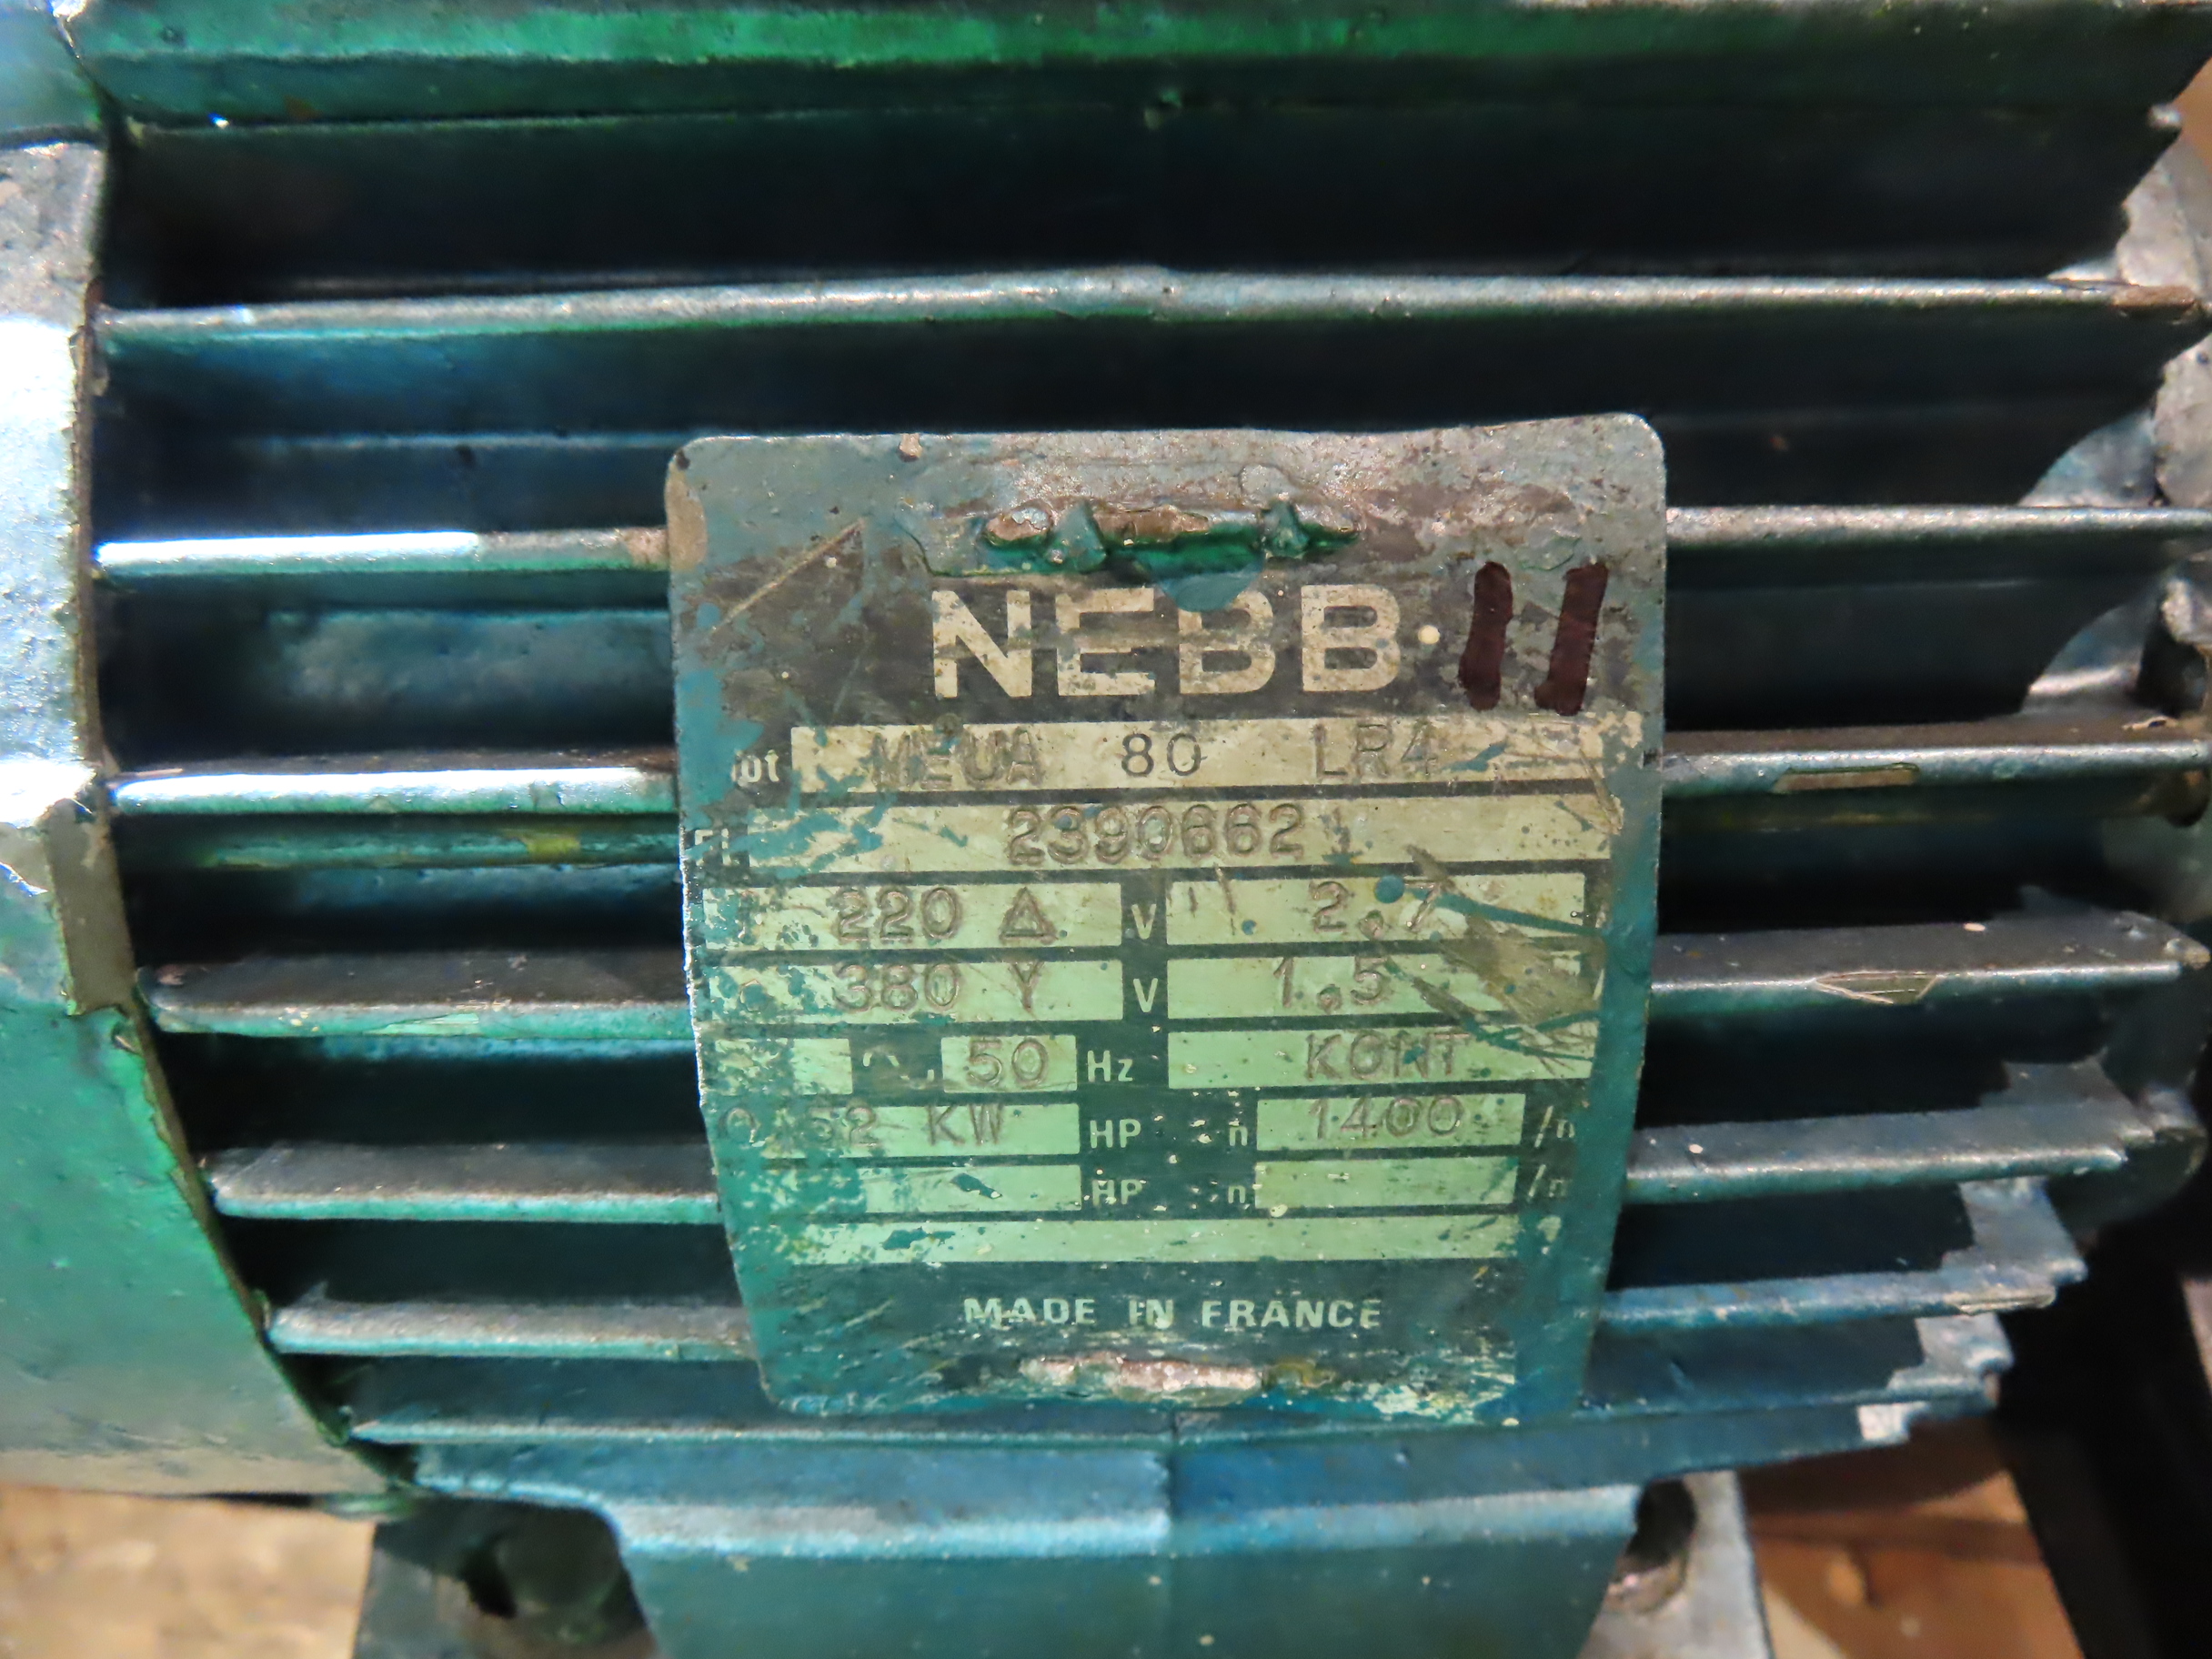 NEBB 11
MEUA 80 LR4
2390662
220 Δ V 2.7
380 Y V 1.5
50 Hz KONT
KW HP n 1400
HP n
MADE IN FRANCE